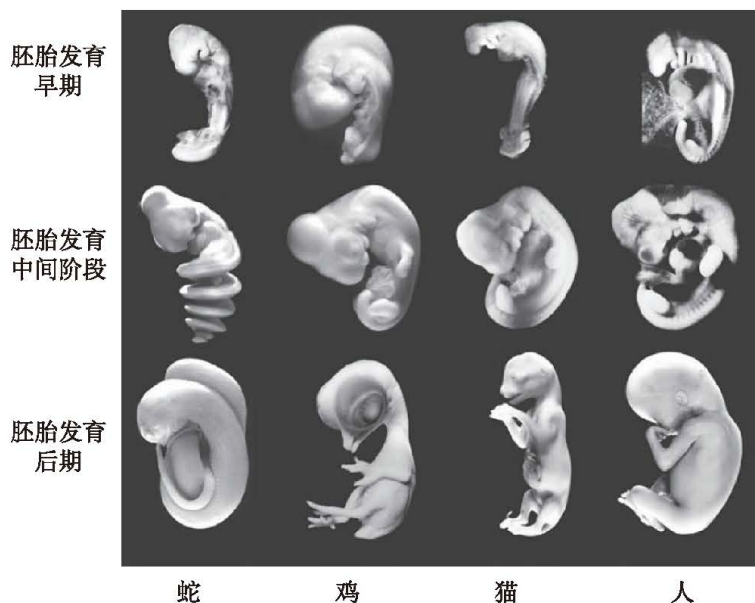 胚胎发育
早期
胚胎发育
中间阶段
胚胎发育
后期
蛇 鸡 猫 人